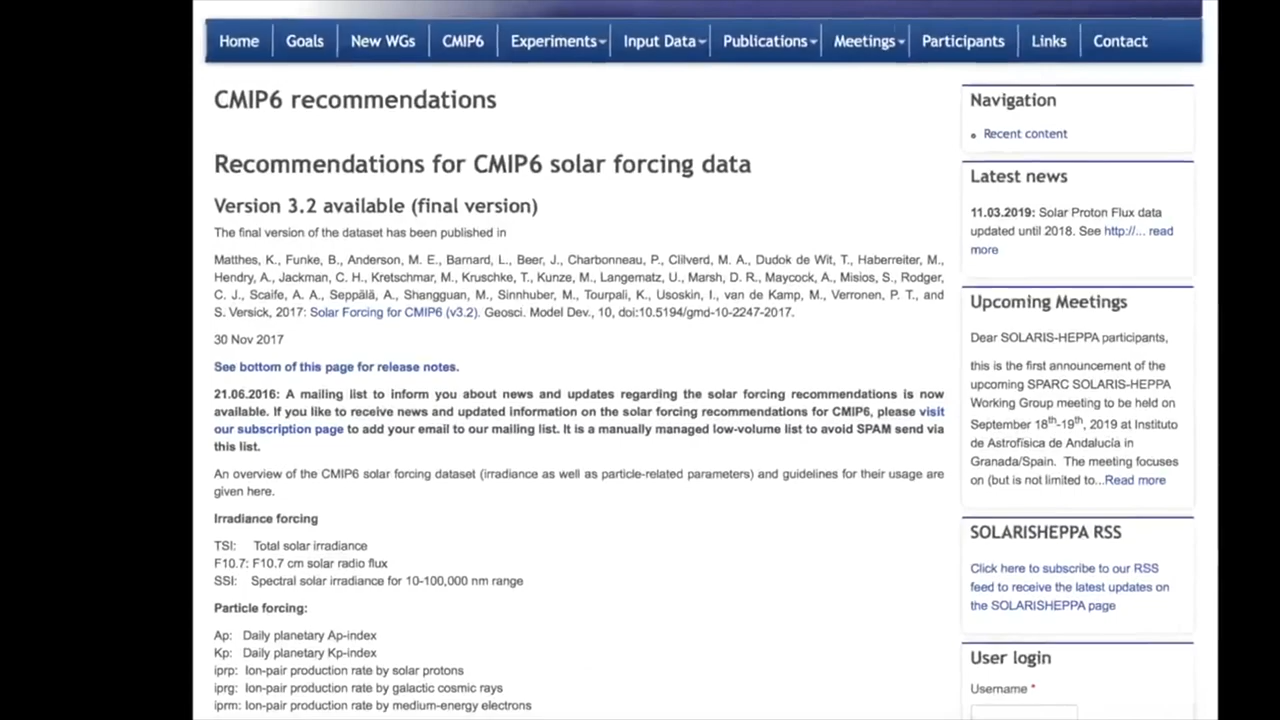 Home Goals New WGs CMIP6 Experiments Input Data Publications Meetings Participants Links Contact
CMIP6 recommendations
Recommendations for CMIP6 solar forcing data
Version 3.2 available (final version)
The final version of the dataset has been published in
Matthes, K., Funke, B., Anderson, M. E., Barnard, L., Beer, J., Charbonneau, P., Clilverd, M. A., Dudok de Wit, T., Haberreiter, M.,
Hendry, A., Jackman, C. H., Kretschmar, M., Kruschke, T., Kunze, M., Langematz, U., Marsh, D. R., Maycock, A., Misios, S., Rodger,
C. J., Scaife, A. A., Seppälä, A., Shangguan, M., Sinnhuber, M., Tourpali, K., Usoskin, I., van de Kamp, M., Verronen, P. T., and
S. Versick, 2017: Solar Forcing for CMIP6 (v3.2). Geosci. Model Dev., 10, doi:10.5194/gmd-10-2247-2017.
30 Nov 2017
See bottom of this page for release notes.
21.06.2016: A mailing list to inform you about news and updates regarding the solar forcing recommendations is now
available. If you like to receive news and updated information on the solar forcing recommendations for CMIP6, please visit
our subscription page to add your email to our mailing list. It is a manually managed low-volume list to avoid SPAM send via
this list.
An overview of the CMIP6 solar forcing dataset (irradiance as well as particle-related parameters) and guidelines for their usage are
given here.
Irradiance forcing
TSI: Total solar irradiance
F10.7: F10.7 cm solar radio flux
SSI: Spectral solar irradiance for 10-100,000 nm range
Particle forcing:
Ap: Daily planetary Ap-index
Kp: Daily planetary Kp-index
iprp: Ion-pair production rate by solar protons
iprg: Ion-pair production rate by galactic cosmic rays
iprm: Ion-pair production rate by medium-energy electrons
Navigation
Recent content
Latest news
11.03.2019: Solar Proton Flux data
updated until 2018. See http://... read
more
Upcoming Meetings
Dear SOLARIS-HEPPA participants,
this is the first announcement of the
upcoming SPARC SOLARIS-HEPPA
Working Group meeting to be held on
September 18th-19th, 2019 at Instituto
de Astrofísica de Andalucía in
Granada/Spain. The meeting focuses
on (but is not limited to...Read more
SOLARISHEPPA RSS
Click here to subscribe to our RSS
feed to receive the latest updates on
the SOLARISHEPPA page
User login
Username *